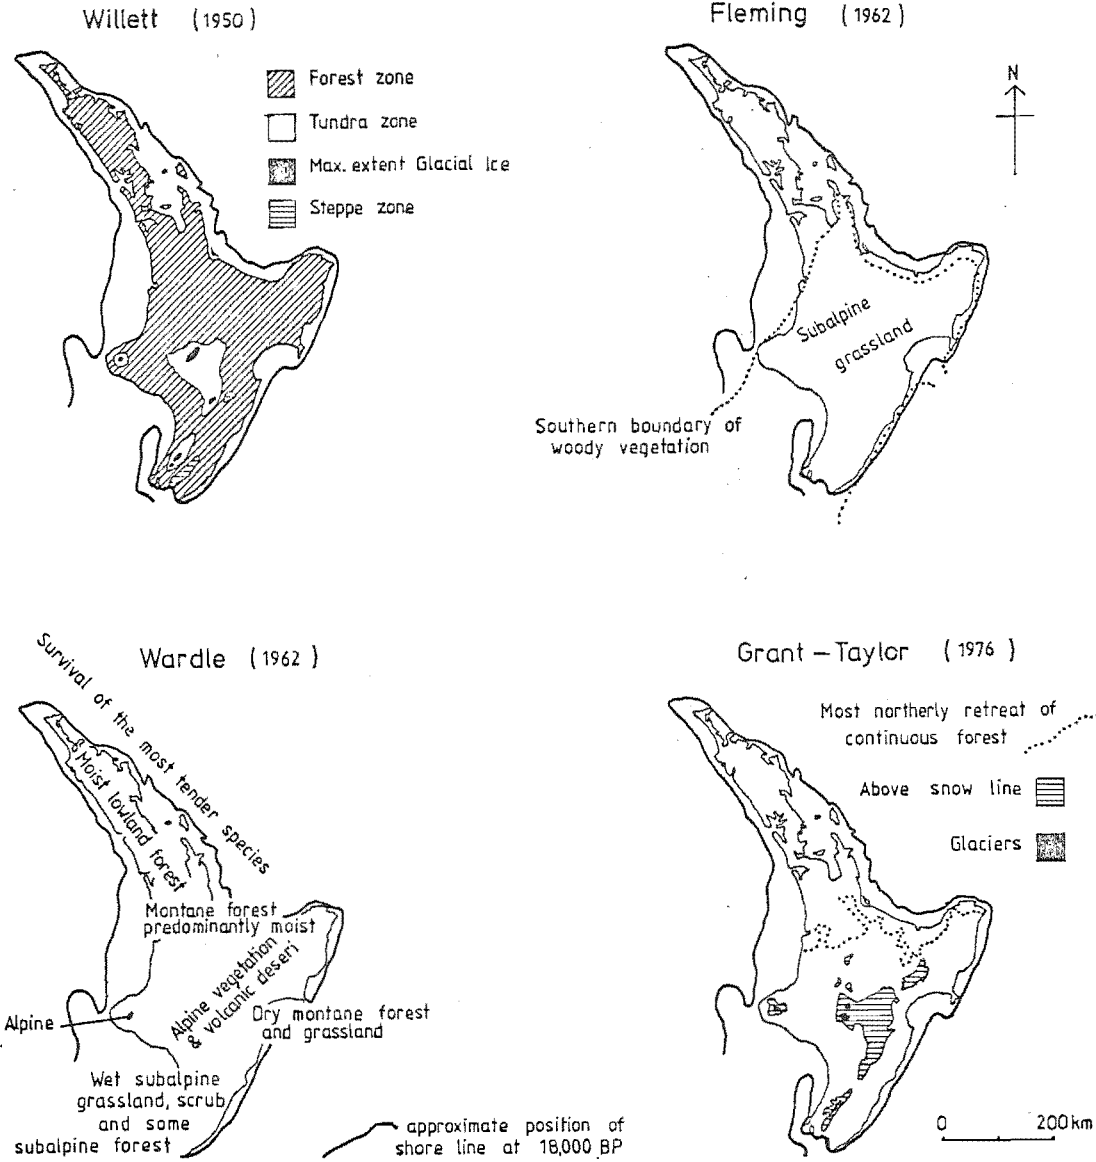 Willett (1950)
Forest zone
Tundra zone
Max. extent Glacial Ice
Steppe zone
Fleming (1962)
N
Subalpine
grassland
Southern boundary of
woody vegetation
Wardle (1962)
Survival of the most tender species
Moist lowland forest
Montane forest
predominantly moist
Alpine vegetation
& volcanic desert
Alpine
Dry montane forest
and grassland
Wet subalpine
grassland, scrub
and some
subalpine forest
approximate position of
shore line at 18,000 BP
Grant-Taylor (1976)
Most northerly retreat of
continuous forest
Above snow line
Glaciers
0 200 km